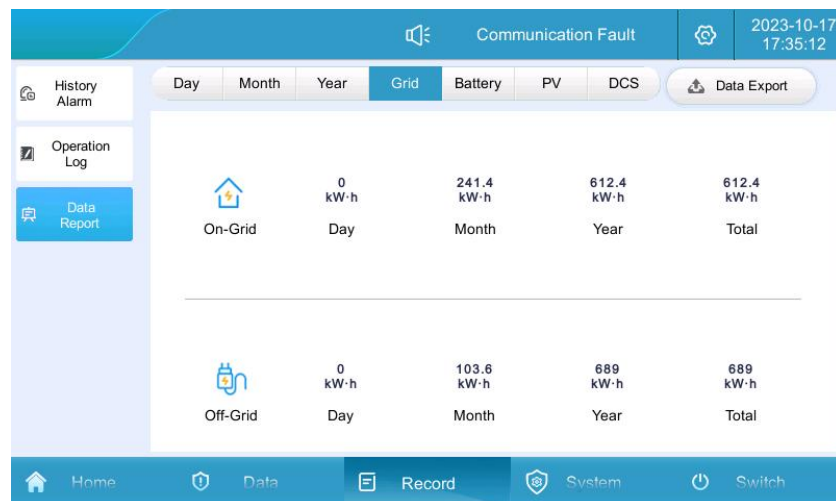 Communication Fault
2023-10-17
17:35:12
History
Alarm
Operation
Log
Data
Report
Day Month Year Grid Battery PV DCS
Data Export
0 241.4 612.4 612.4
kW·h kW·h kW·h kW·h
On-Grid Day Month Year Total
0 103.6 689 689
kW·h kW·h kW·h kW·h
Off-Grid Day Month Year Total
Home Data Record System Switch